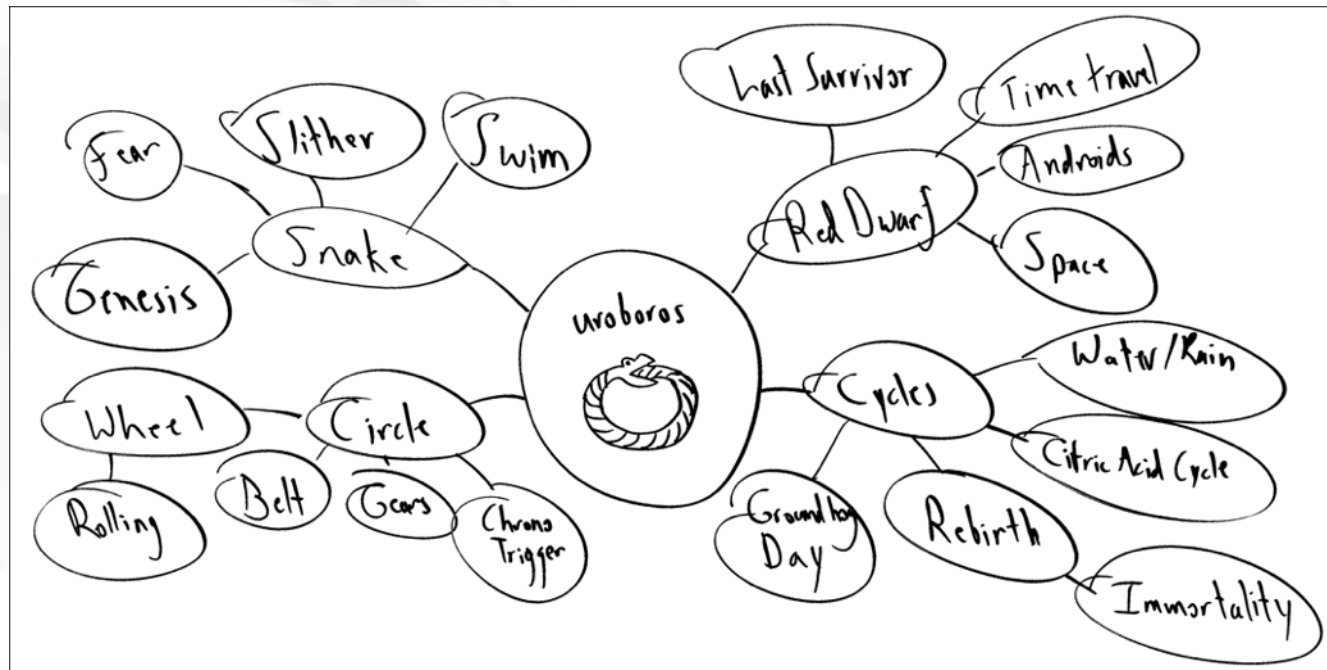 Last Survivor
Time travel
Fear
Slither
Swim
Androids
Red Dwarf
Snake
Space
Genesis
uroboros
Water/Rain
Wheel
Circle
Cycles
Citric Acid Cycle
Rolling
Belt
Gears
Chrono
Trigger
Groundhog
Day
Rebirth
Immortality